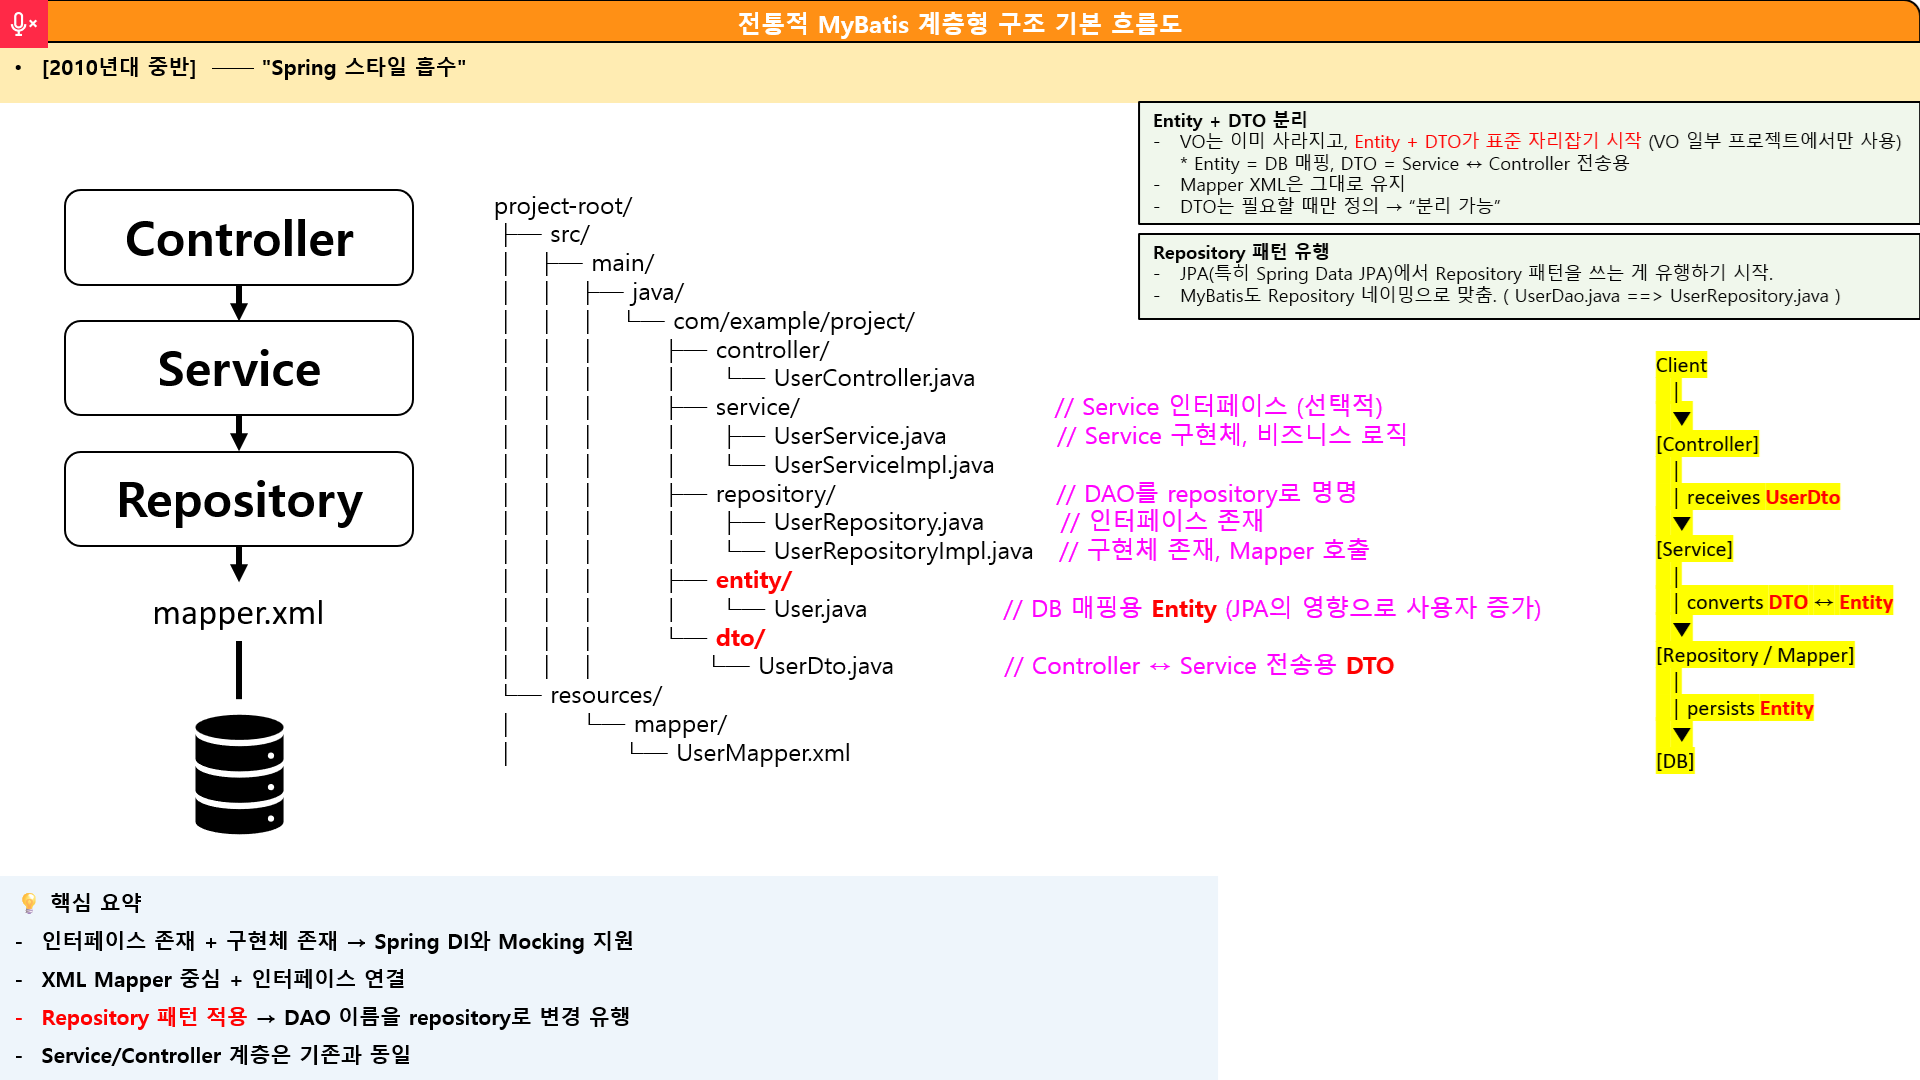 전통적 MyBatis 계층형 구조 기본 흐름도
• [2010년대 중반] ─── "Spring 스타일 흡수"
Entity + DTO 분리
- VO는 이미 사라지고, Entity + DTO가 표준 자리잡기 시작 (VO 일부 프로젝트에서만 사용)
* Entity = DB 매핑, DTO = Service ↔ Controller 전송용
- Mapper XML은 그대로 유지
- DTO는 필요할 때만 정의 → “분리 가능”
Repository 패턴 유행
- JPA(특히 Spring Data JPA)에서 Repository 패턴을 쓰는 게 유행하기 시작.
- MyBatis도 Repository 네이밍으로 맞춤. ( UserDao.java ==> UserRepository.java )
Controller
Service
Repository
mapper.xml
project-root/
├── src/
│ ├── main/
│ │ ├── java/
│ │ │ └── com/example/project/
│ │ │ ├── controller/
│ │ │ │ └── UserController.java
│ │ │ ├── service/ // Service 인터페이스 (선택적)
│ │ │ │ ├── UserService.java // Service 구현체, 비즈니스 로직
│ │ │ │ └── UserServiceImpl.java
│ │ │ ├── repository/ // DAO를 repository로 명명
│ │ │ │ ├── UserRepository.java // 인터페이스 존재
│ │ │ │ └── UserRepositoryImpl.java // 구현체 존재, Mapper 호출
│ │ │ ├── entity/
│ │ │ │ └── User.java // DB 매핑용 Entity (JPA의 영향으로 사용자 증가)
│ │ │ └── dto/
│ │ │ └── UserDto.java // Controller ↔ Service 전송용 DTO
└── resources/
│ └── mapper/
│ └── UserMapper.xml
Client
│
▼
[Controller]
│
│ receives UserDto
▼
[Service]
│
│ converts DTO ↔ Entity
▼
[Repository / Mapper]
│
│ persists Entity
▼
[DB]
💡 핵심 요약
- 인터페이스 존재 + 구현체 존재 → Spring DI와 Mocking 지원
- XML Mapper 중심 + 인터페이스 연결
- Repository 패턴 적용 → DAO 이름을 repository로 변경 유행
- Service/Controller 계층은 기존과 동일